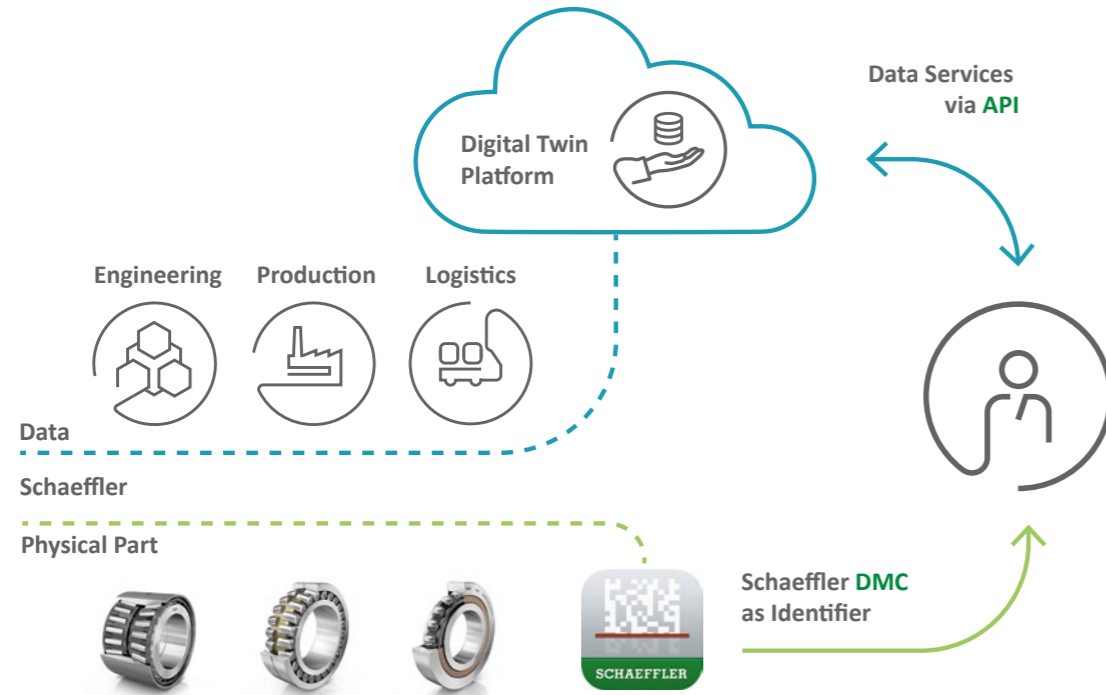 Data Services
via API
Digital Twin
Platform
Engineering
Production
Logistics
Data
Schaeffler
Physical Part
Schaeffler DMC
as Identifier
SCHAEFFLER